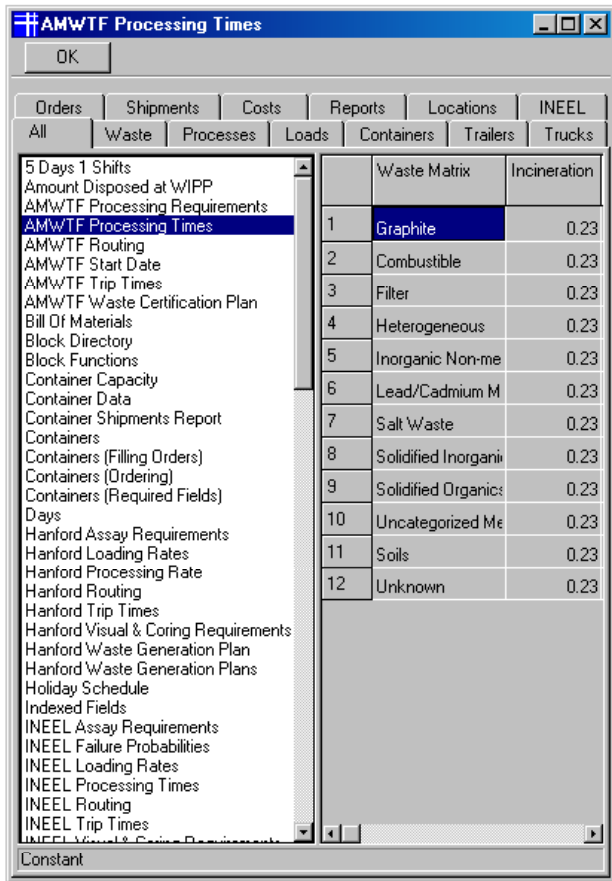 AMWTF Processing Times
OK
Orders Shipments Costs Reports Locations INEEL
All Waste Processes Loads Containers Trailers Trucks
5 Days 1 Shifts
Amount Disposed at WIPP
AMWTF Processing Requirements
AMWTF Processing Times
AMWTF Routing
AMWTF Start Date
AMWTF Trip Times
AMWTF Waste Certification Plan
Bill Of Materials
Block Directory
Block Functions
Container Capacity
Container Data
Container Shipments Report
Containers
Containers (Filling Orders)
Containers (Ordering)
Containers (Required Fields)
Days
Hanford Assay Requirements
Hanford Loading Rates
Hanford Processing Rate
Hanford Routing
Hanford Trip Times
Hanford Visual & Coring Requirements
Hanford Waste Generation Plan
Hanford Waste Generation Plans
Holiday Schedule
Indexed Fields
INEEL Assay Requirements
INEEL Failure Probabilities
INEEL Loading Rates
INEEL Processing Times
INEEL Routing
INEEL Trip Times
INEEL Visual & Coring Requirements
Waste Matrix Incineration
1 Graphite 0.23
2 Combustible 0.23
3 Filter 0.23
4 Heterogeneous 0.23
5 Inorganic Non-me 0.23
6 Lead/Cadmium M 0.23
7 Salt Waste 0.23
8 Solidified Inorgani 0.23
9 Solidified Organics 0.23
10 Uncategorized Me 0.23
11 Soils 0.23
12 Unknown 0.23
Constant